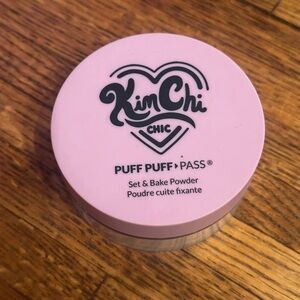 KimChi
CHIC
PUFF PUFF▸PASS®
Set & Bake Powder
Poudre cuite fixante